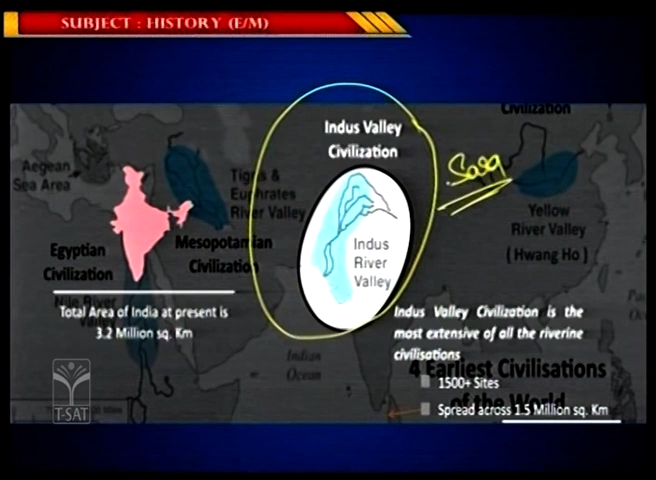 SUBJECT : HISTORY (E/M)
Civilization
Indus Valley
Civilization
Aegean
Sea Area
Tigris &
Euphrates
River Valley
Indus
River
Valley
Yellow
River Valley
(Hwang Ho)
Egyptian
Civilization
Mesopotamian
Civilization
Nile River
Valley
Total Area of India at present is
3.2 Million sq. Km
Indus Valley Civilization is the
most extensive of all the riverine
civilisations
Indian
Ocean
4 Earliest Civilisations
of the World
1500+ Sites
Spread across 1.5 Million sq. Km
T-SAT